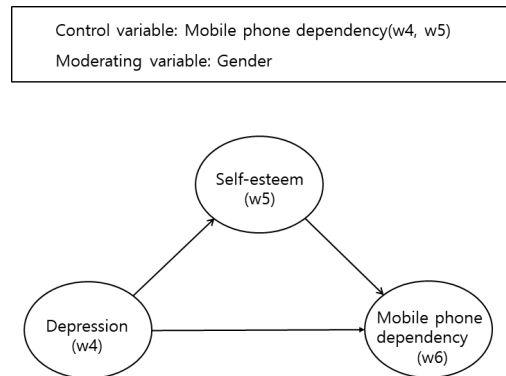 Control variable: Mobile phone dependency(w4, w5)
Moderating variable: Gender
Self-esteem
(w5)
Depression
(w4)
Mobile phone
dependency
(w6)